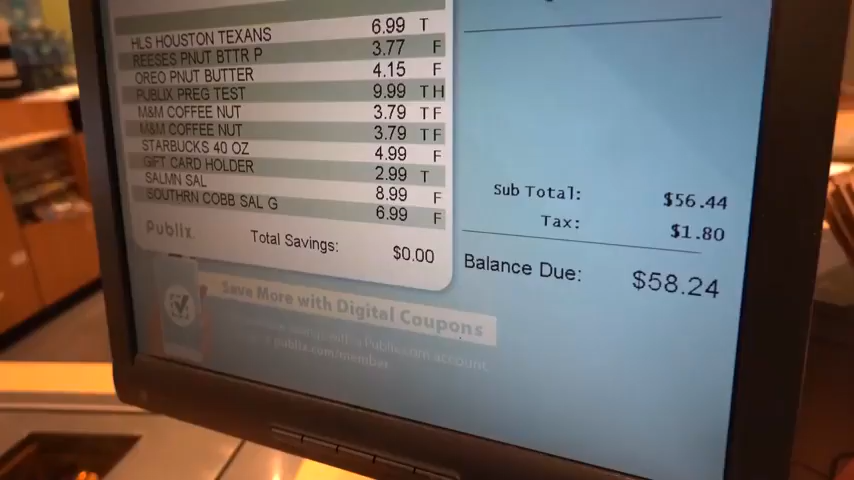 HLS HOUSTON TEXANS 6.99 T
REESES PNUT BTTR P 3.77 F
OREO PNUT BUTTER 4.15 F
PUBLIX PREG TEST 9.99 T H
M&M COFFEE NUT 3.79 T F
M&M COFFEE NUT 3.79 T F
STARBUCKS 40 OZ 4.99 F
GIFT CARD HOLDER 2.99 T
SALMN SAL 8.99 F
SOUTHRN COBB SAL G 6.99 F
Publix
Total Savings: $0.00
Sub Total: $56.44
Tax: $1.80
Balance Due: $58.24
Save More with Digital Coupons
Publix.com account
publix.com/member